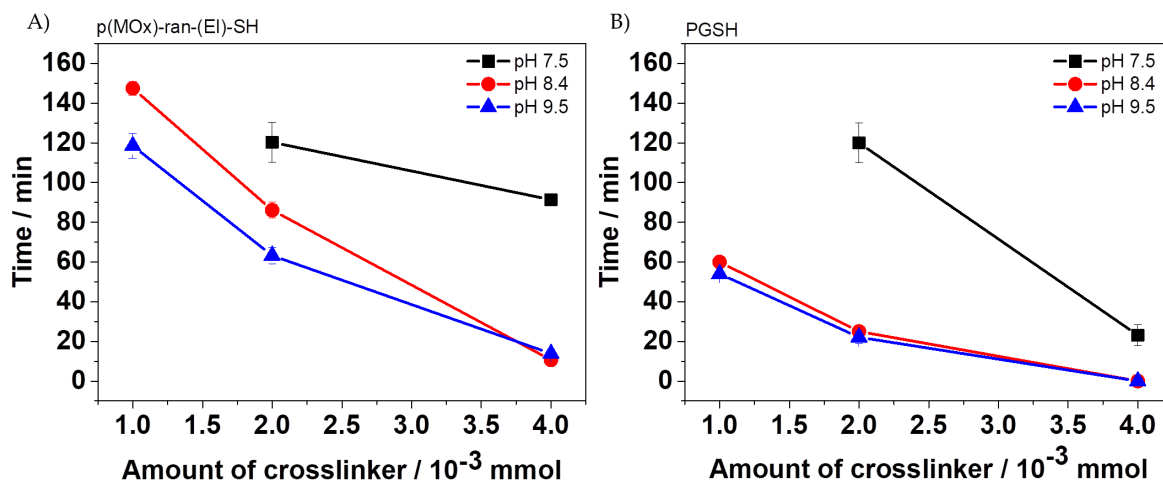 A)
p(MOx)-ran-(EI)-SH
pH 7.5
pH 8.4
pH 9.5
Time / min
160
140
120
100
80
60
40
20
0
1.0 1.5 2.0 2.5 3.0 3.5 4.0
Amount of crosslinker / 10⁻³ mmol
B)
PGSH
pH 7.5
pH 8.4
pH 9.5
Time / min
160
140
120
100
80
60
40
20
0
1.0 1.5 2.0 2.5 3.0 3.5 4.0
Amount of crosslinker / 10⁻³ mmol